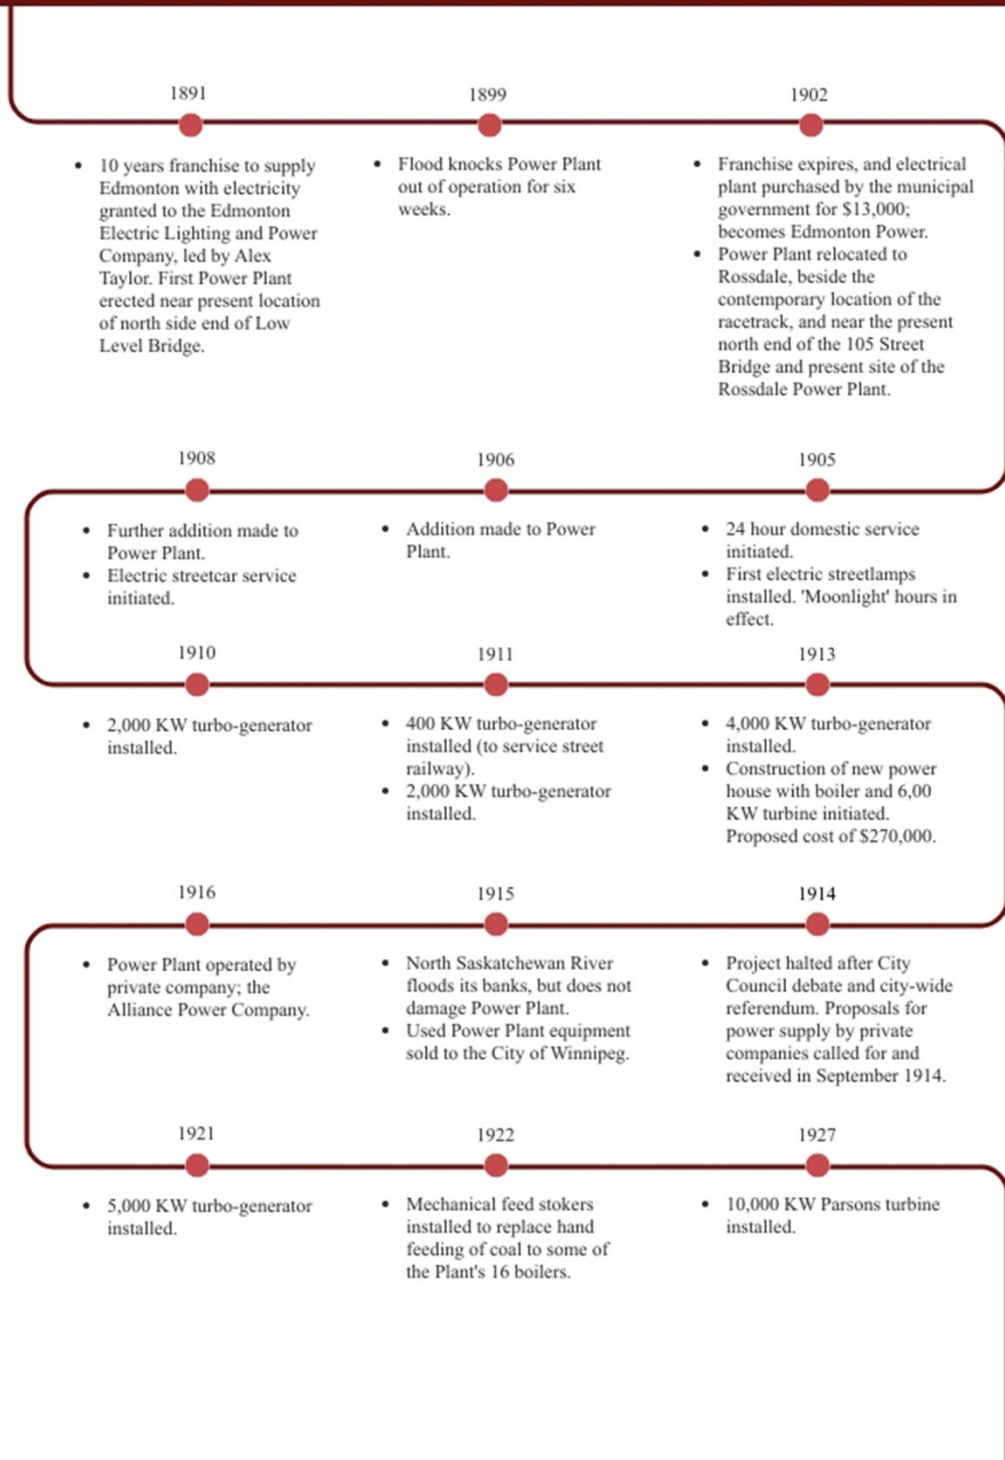 1891
• 10 years franchise to supply
Edmonton with electricity
granted to the Edmonton
Electric Lighting and Power
Company, led by Alex
Taylor. First Power Plant
erected near present location
of north side end of Low
Level Bridge.
1899
• Flood knocks Power Plant
out of operation for six
weeks.
1902
• Franchise expires, and electrical
plant purchased by the municipal
government for $13,000;
becomes Edmonton Power.
• Power Plant relocated to
Rossdale, beside the
contemporary location of the
racetrack, and near the present
north end of the 105 Street
Bridge and present site of the
Rossdale Power Plant.
1905
• 24 hour domestic service
initiated.
• First electric streetlamps
installed. 'Moonlight' hours in
effect.
1906
• Addition made to Power
Plant.
1908
• Further addition made to
Power Plant.
• Electric streetcar service
initiated.
1910
• 2,000 KW turbo-generator
installed.
1911
• 400 KW turbo-generator
installed (to service street
railway).
• 2,000 KW turbo-generator
installed.
1913
• 4,000 KW turbo-generator
installed.
• Construction of new power
house with boiler and 6,00
KW turbine initiated.
Proposed cost of $270,000.
1914
• Project halted after City
Council debate and city-wide
referendum. Proposals for
power supply by private
companies called for and
received in September 1914.
1915
• North Saskatchewan River
floods its banks, but does not
damage Power Plant.
• Used Power Plant equipment
sold to the City of Winnipeg.
1916
• Power Plant operated by
private company; the
Alliance Power Company.
1921
• 5,000 KW turbo-generator
installed.
1922
• Mechanical feed stokers
installed to replace hand
feeding of coal to some of
the Plant's 16 boilers.
1927
• 10,000 KW Parsons turbine
installed.